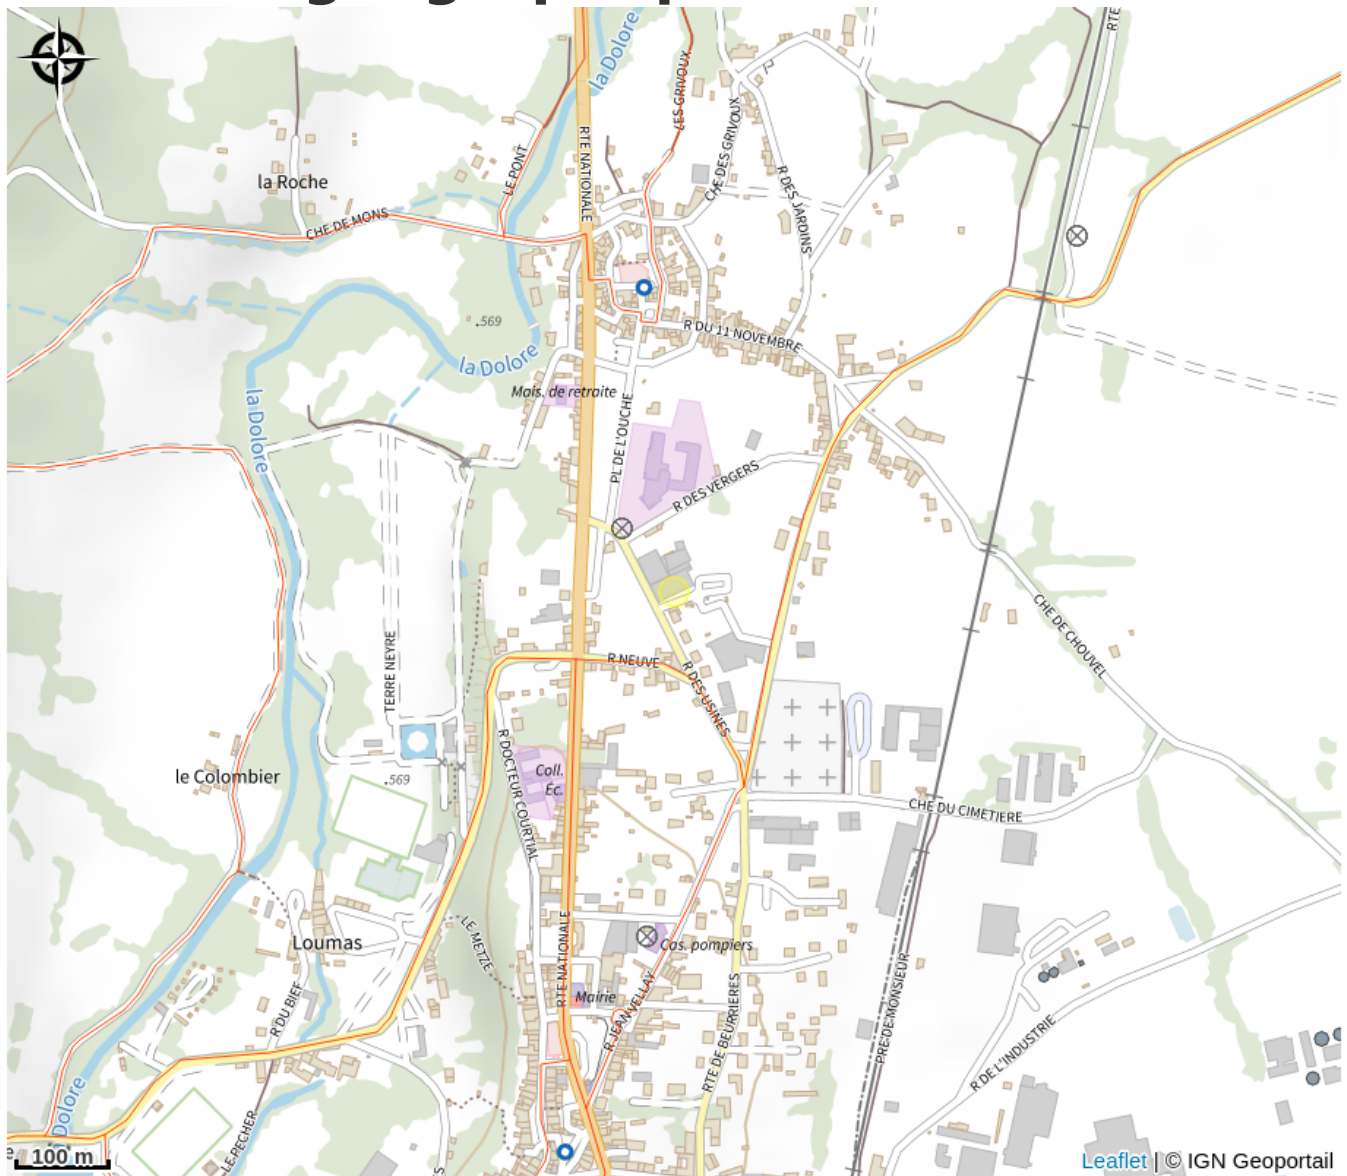 la Dolore
RTE
LES GRIVOUX
CHE DES GRIVOUX
RTE NATIONALE
LE PONT
la Roche
R DES JARDINS
CHE DE MONS
.569
R DU 11 NOVEMBRE
la Dolore
Mais. de retraite
la Dolore
PL DE L'OUCHE
R DES VERGERS
CHE DE CHOUVEL
TERRE NEYRE
R NEUVE
R DES USINES
R DOCTEUR COURTIAL
Coll.
Éc.
le Colombier
.569
CHE DU CIMETIERE
LE METZE
RTE NATIONALE
Loumas
Cas. pompiers
Mairie
R JEAN VELLAY
RTE DE BEURRIERES
PRE DE MONSIEUR
R DU BIEF
R DE L'INDUSTRIE
Dolore
LE PECHER
100 m
Leaflet | © IGN Geoportail